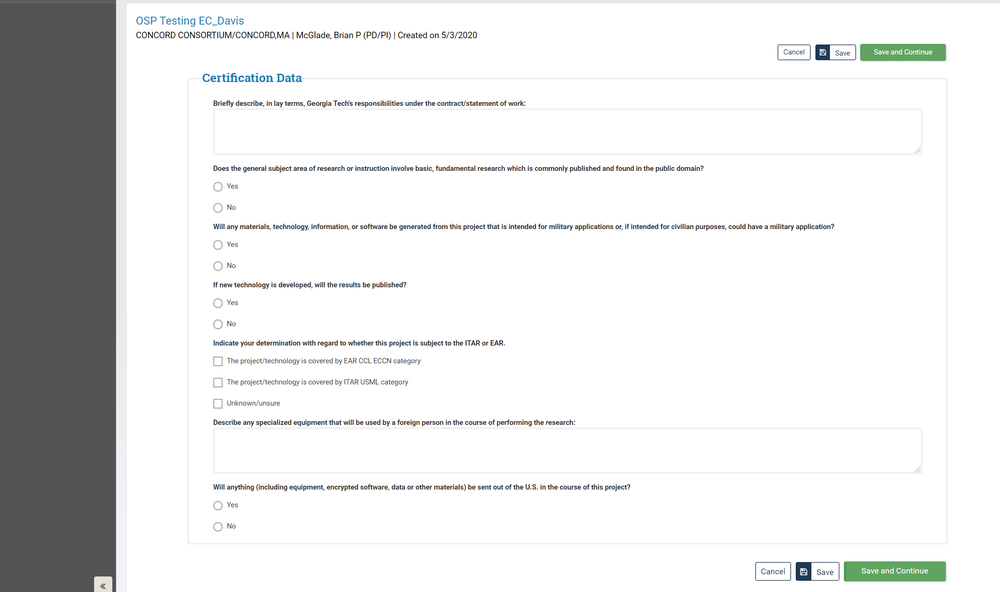 OSP Testing EC_Davis
CONCORD CONSORTIUM/CONCORD,MA | McGlade, Brian P (PD/PI) | Created on 5/3/2020
Cancel Save Save and Continue
Certification Data
Briefly describe, in lay terms, Georgia Tech's responsibilities under the contract/statement of work:
Does the general subject area of research or instruction involve basic, fundamental research which is commonly published and found in the public domain?
Yes
No
Will any materials, technology, information, or software be generated from this project that is intended for military applications or, if intended for civilian purposes, could have a military application?
Yes
No
If new technology is developed, will the results be published?
Yes
No
Indicate your determination with regard to whether this project is subject to the ITAR or EAR.
The project/technology is covered by EAR CCL ECCN category
The project/technology is covered by ITAR USML category
Unknown/unsure
Describe any specialized equipment that will be used by a foreign person in the course of performing the research:
Will anything (including equipment, encrypted software, data or other materials) be sent out of the U.S. in the course of this project?
Yes
No
Cancel Save Save and Continue